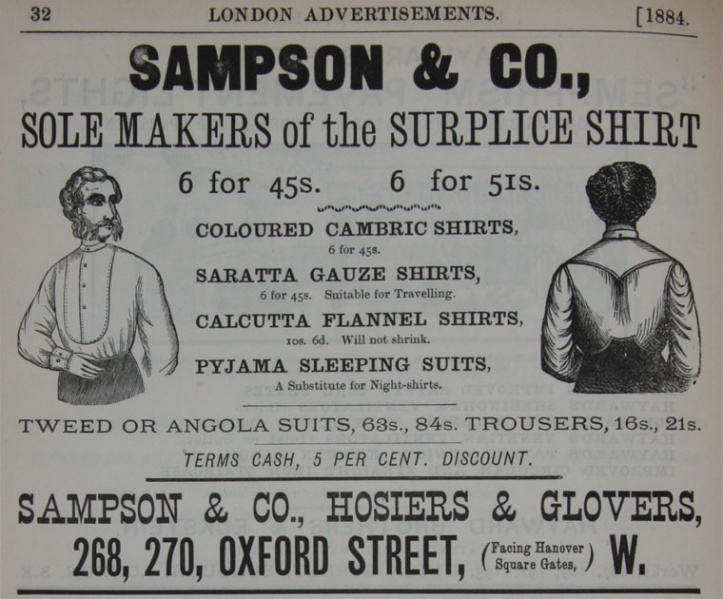 32 LONDON ADVERTISEMENTS. [1884.
SAMPSON & CO.,
SOLE MAKERS of the SURPLICE SHIRT
6 for 45s. 6 for 51s.
COLOURED CAMBRIC SHIRTS,
6 for 45s.
SARATTA GAUZE SHIRTS,
6 for 45s. Suitable for Travelling.
CALCUTTA FLANNEL SHIRTS,
10s. 6d. Will not shrink.
PYJAMA SLEEPING SUITS,
A Substitute for Night-shirts.
TWEED OR ANGOLA SUITS, 63s., 84s. TROUSERS, 16s., 21s.
TERMS CASH, 5 PER CENT. DISCOUNT.
SAMPSON & CO., HOSIERS & GLOVERS,
268, 270, OXFORD STREET, (Facing Hanover
Square Gates,) W.